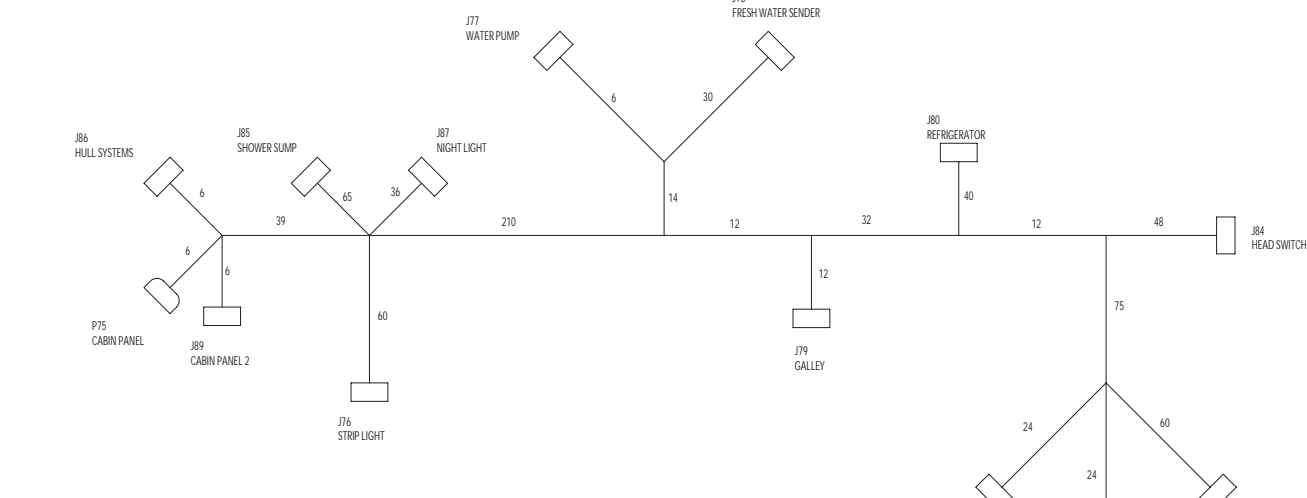 FRESH WATER SENDER
J77
WATER PUMP
6
30
J80
REFRIGERATOR
J86
HULL SYSTEMS
J85
SHOWER SUMP
J87
NIGHT LIGHT
6
65
36
14
40
39
210
12
32
12
48
J84
HEAD SWITCH
6
6
12
P75
CABIN PANEL
J89
CABIN PANEL 2
60
75
J79
GALLEY
J76
STRIP LIGHT
24
60
24